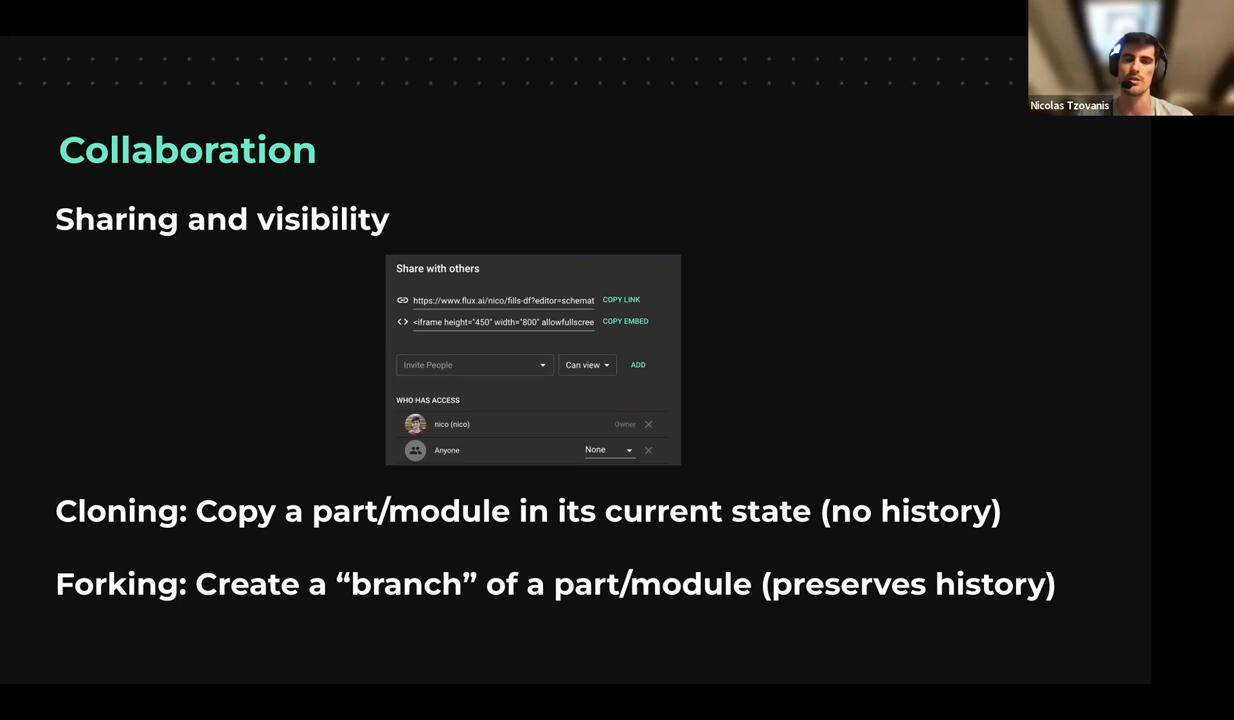 Nicolas Tzovanis
Collaboration
Sharing and visibility
Share with others
https://www.flux.ai/nico/fills-df?editor=schemat COPY LINK
<iframe height="450" width="800" allowfullscree COPY EMBED
Invite People Can view ADD
WHO HAS ACCESS
nico (nico) Owner
Anyone None
Cloning: Copy a part/module in its current state (no history)
Forking: Create a “branch” of a part/module (preserves history)